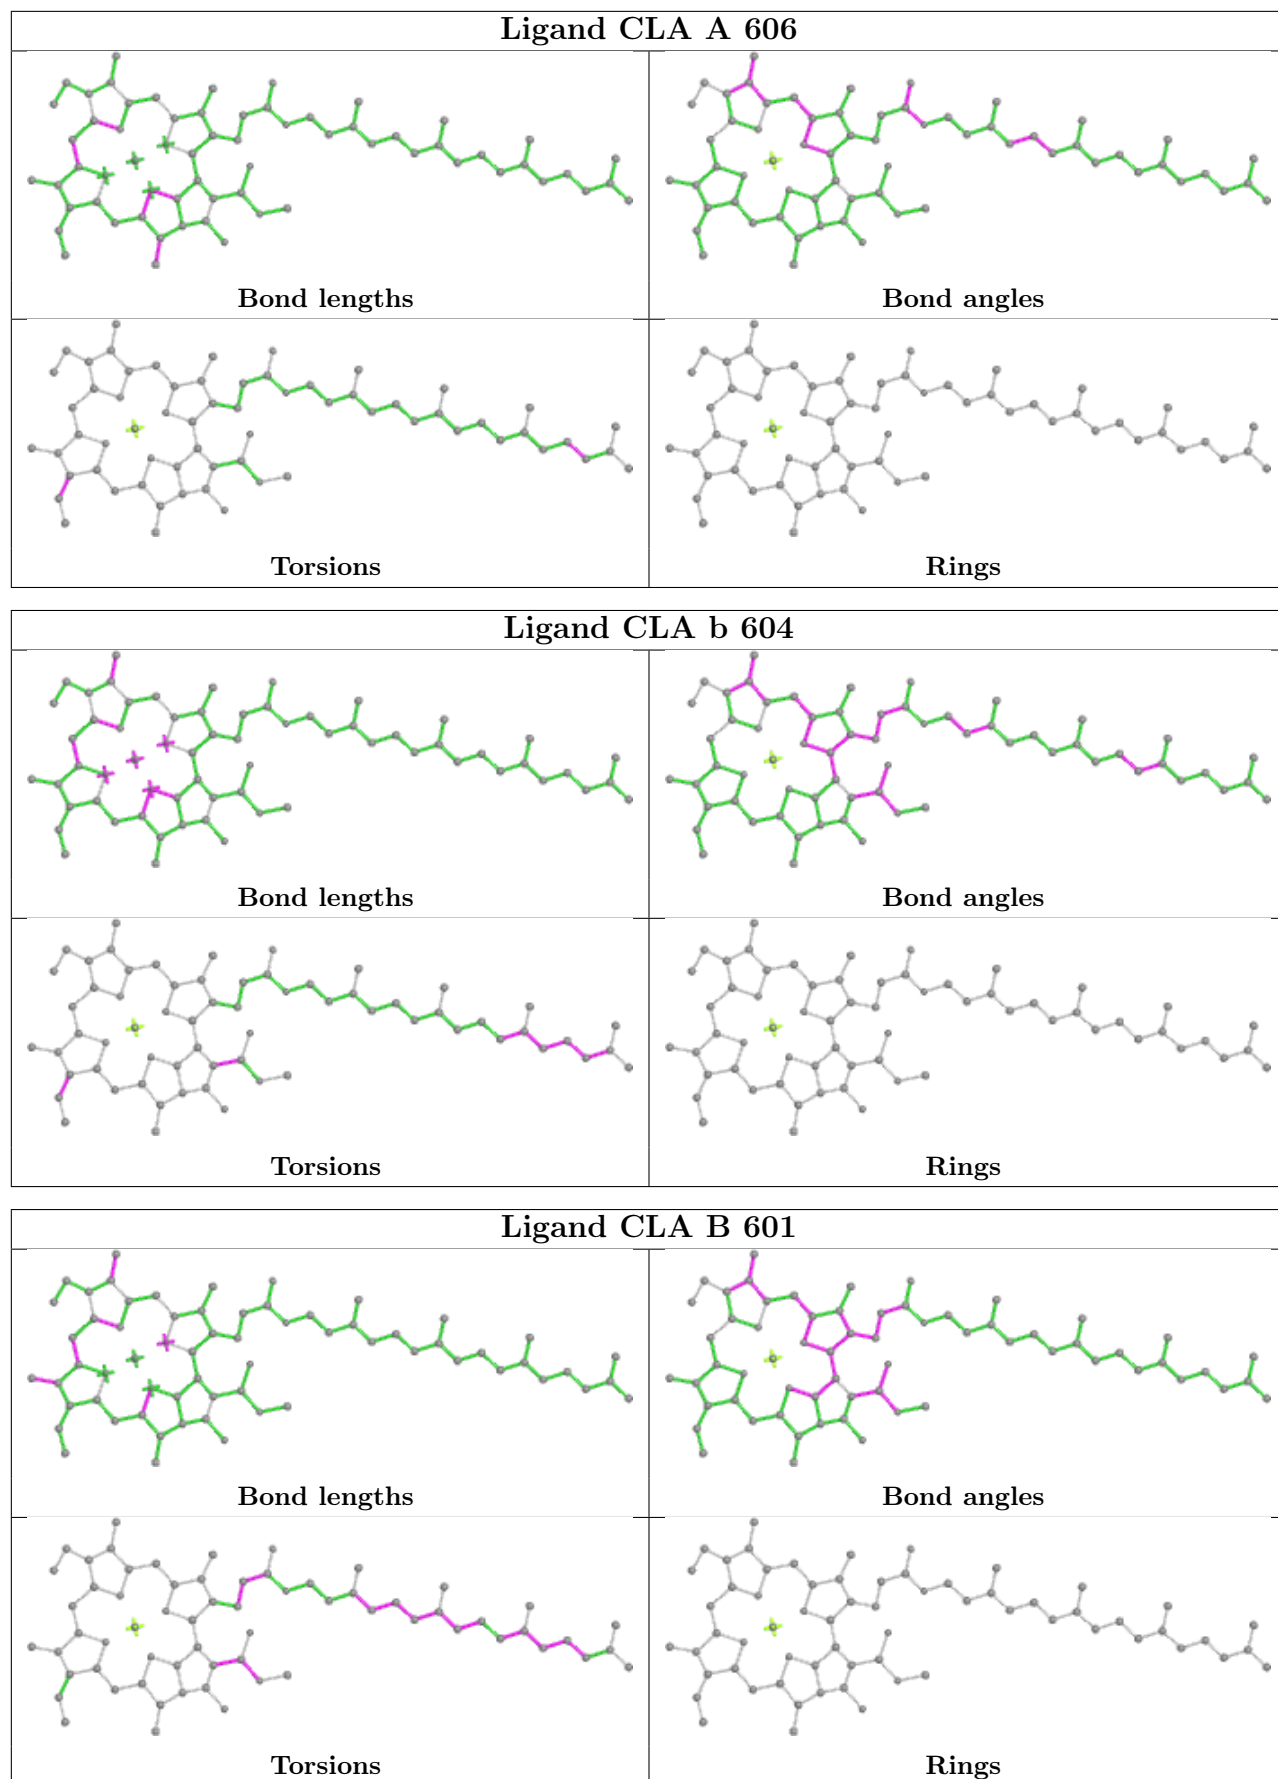 Ligand CLA A 606
Bond lengths
Bond angles
Torsions
Rings
Ligand CLA b 604
Bond lengths
Bond angles
Torsions
Rings
Ligand CLA B 601
Bond lengths
Bond angles
Torsions
Rings